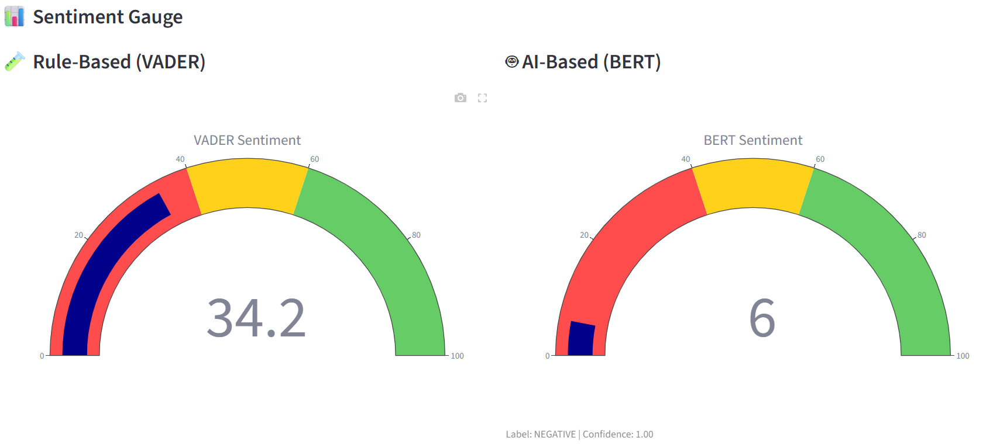 Sentiment Gauge
Rule-Based (VADER)
AI-Based (BERT)
VADER Sentiment
0
20
40
60
80
100
34.2
BERT Sentiment
0
20
40
60
80
100
6
Label: NEGATIVE | Confidence: 1.00